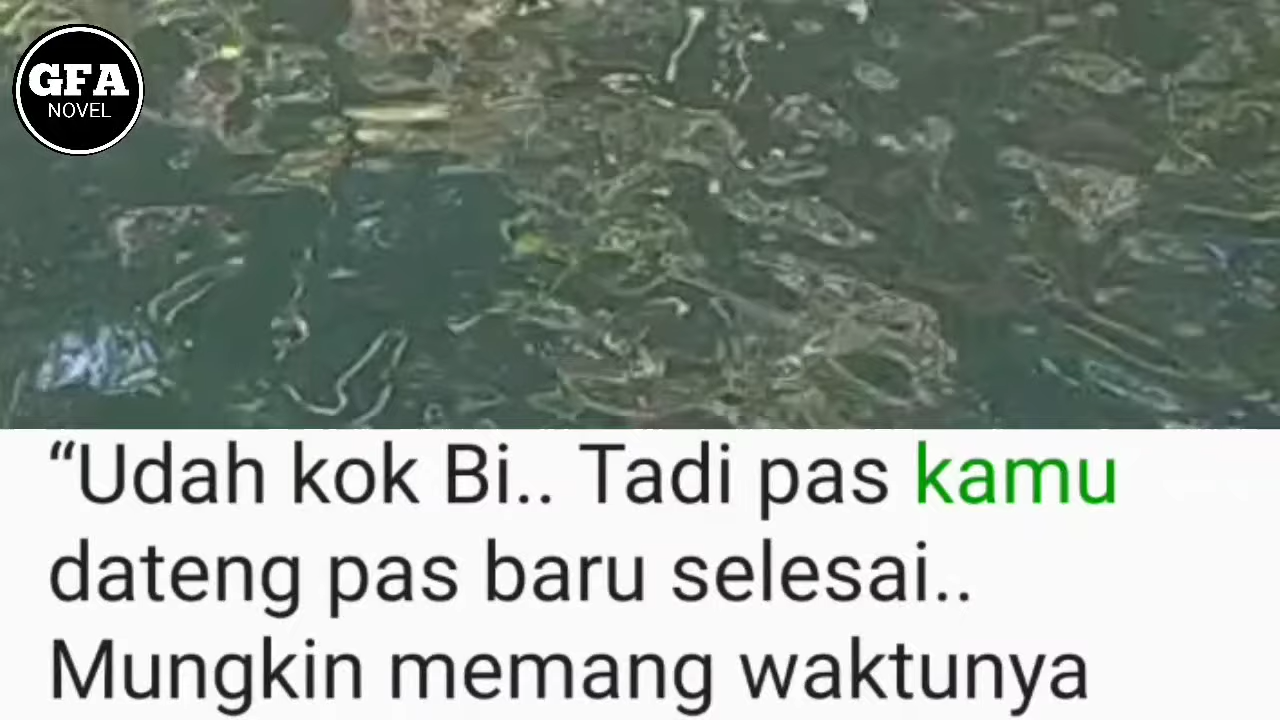 GFA
NOVEL
“Udah kok Bi.. Tadi pas kamu
dateng pas baru selesai..
Mungkin memang waktunya